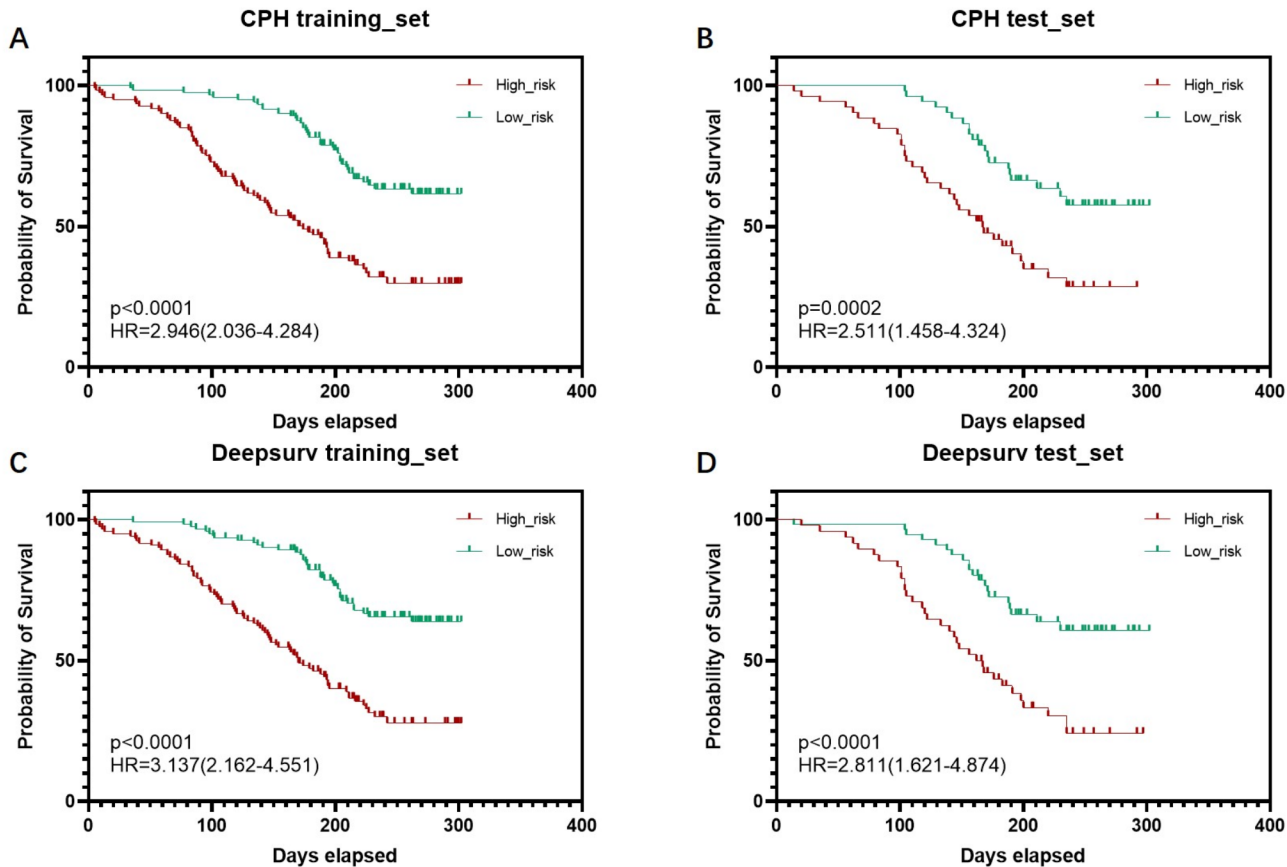 A
CPH training_set
Probability of Survival
100
50
0
High_risk
Low_risk
p<0.0001
HR=2.946(2.036-4.284)
0 100 200 300 400
Days elapsed
B
CPH test_set
Probability of Survival
100
50
0
High_risk
Low_risk
p=0.0002
HR=2.511(1.458-4.324)
0 100 200 300 400
Days elapsed
C
Deepsurv training_set
Probability of Survival
100
50
0
High_risk
Low_risk
p<0.0001
HR=3.137(2.162-4.551)
0 100 200 300 400
Days elapsed
D
Deepsurv test_set
Probability of Survival
100
50
0
High_risk
Low_risk
p<0.0001
HR=2.811(1.621-4.874)
0 100 200 300 400
Days elapsed